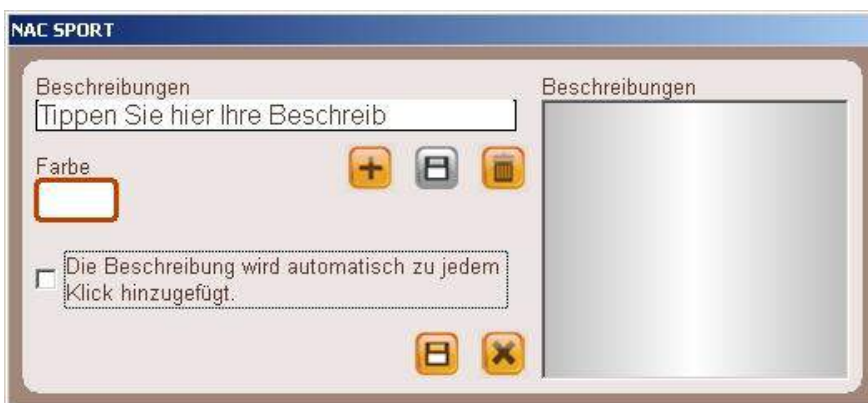 NAC SPORT
Beschreibungen
Tippen Sie hier Ihre Beschreib
Farbe
Die Beschreibung wird automatisch zu jedem
Klick hinzugefügt.
Beschreibungen